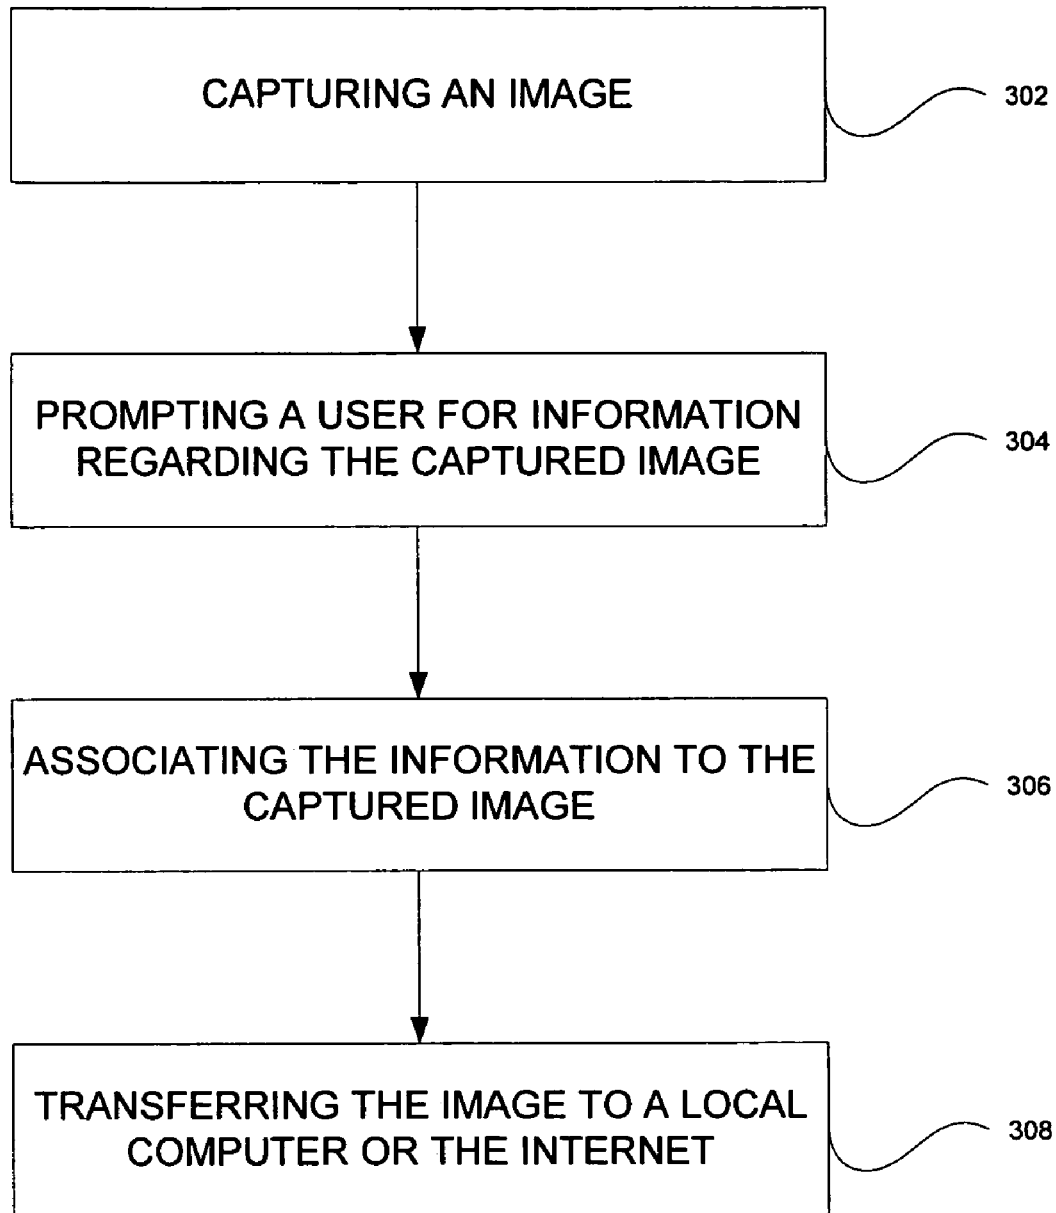 CAPTURING AN IMAGE
302
PROMPTING A USER FOR INFORMATION
REGARDING THE CAPTURED IMAGE
304
ASSOCIATING THE INFORMATION TO THE
CAPTURED IMAGE
306
TRANSFERRING THE IMAGE TO A LOCAL
COMPUTER OR THE INTERNET
308